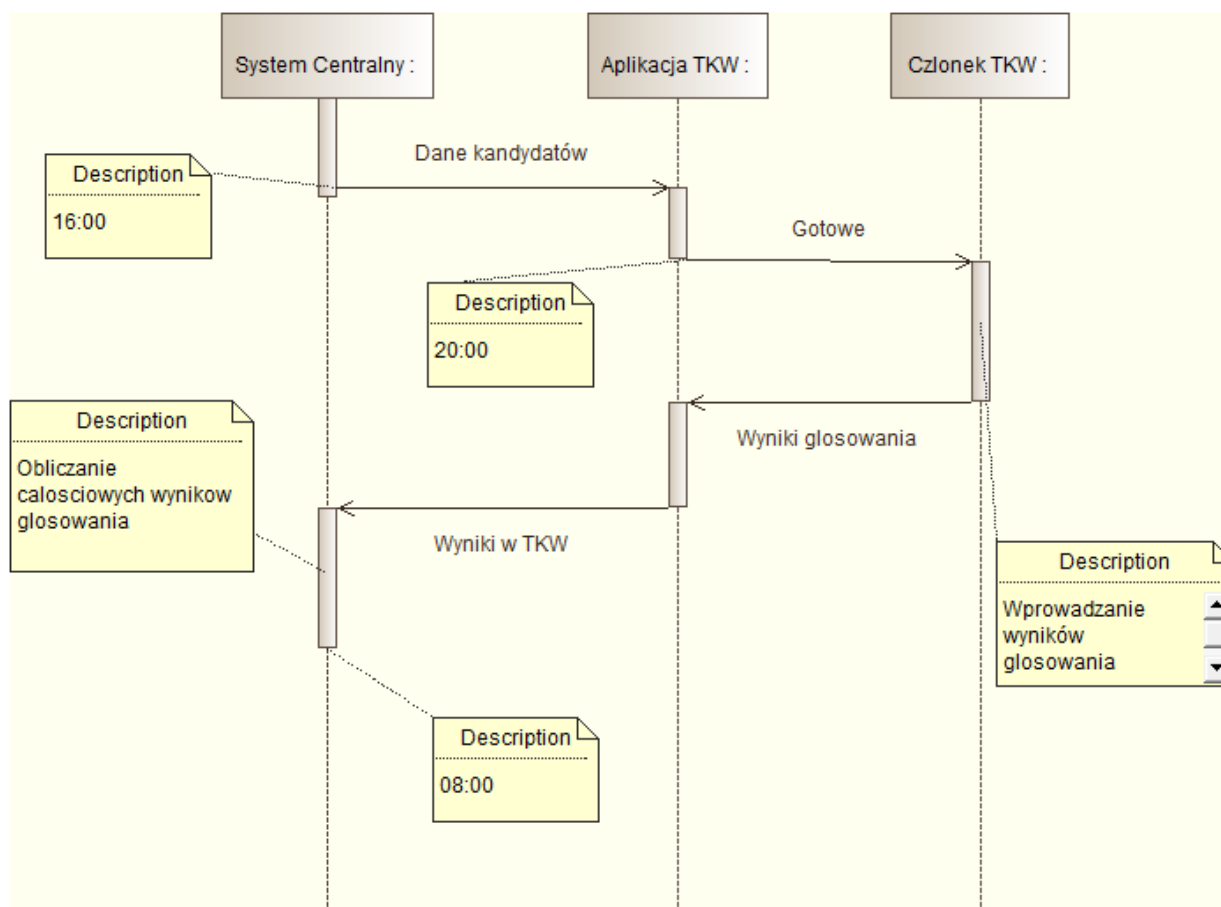 System Centralny :
Aplikacja TKW :
Czlonek TKW :
Dane kandydatów
Description
16:00
Gotowe
Description
20:00
Description
Obliczanie
calosciowych wynikow
glosowania
Wyniki glosowania
Wyniki w TKW
Description
Wprowadzanie
wyników
glosowania
Description
08:00